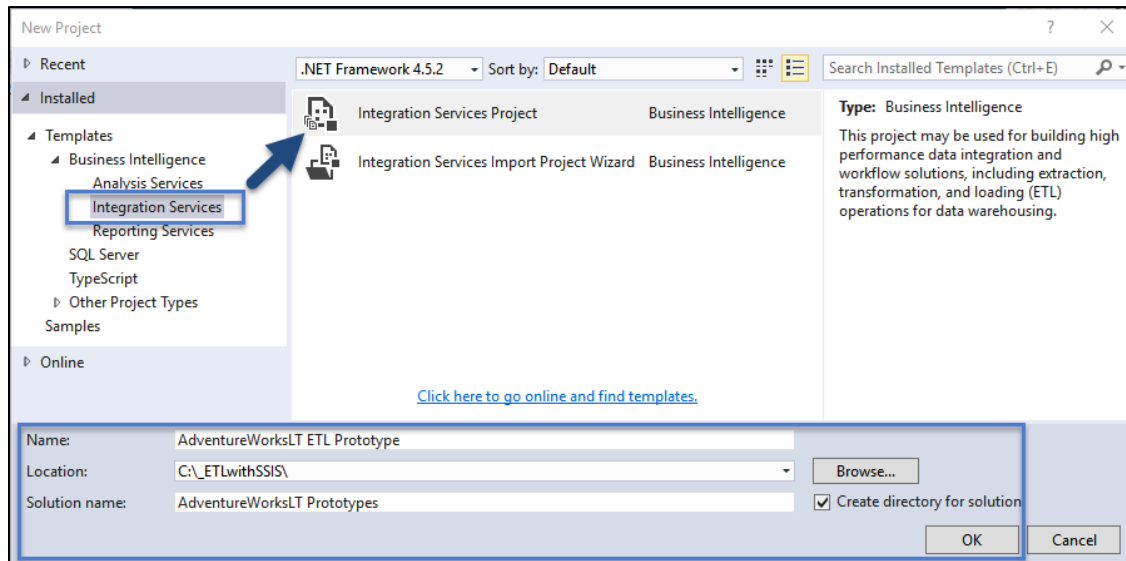 New Project
?
Recent
Installed
Templates
Business Intelligence
Analysis Services
Integration Services
Reporting Services
SQL Server
TypeScript
Other Project Types
Samples
Online
.NET Framework 4.5.2 Sort by: Default
Integration Services Project Business Intelligence
Integration Services Import Project Wizard Business Intelligence
Click here to go online and find templates.
Search Installed Templates (Ctrl+E)
Type: Business Intelligence
This project may be used for building high
performance data integration and
workflow solutions, including extraction,
transformation, and loading (ETL)
operations for data warehousing.
Name: AdventureWorksLT ETL Prototype
Location: C:\_ETLwithSSIS\ Browse...
Solution name: AdventureWorksLT Prototypes Create directory for solution
OK Cancel